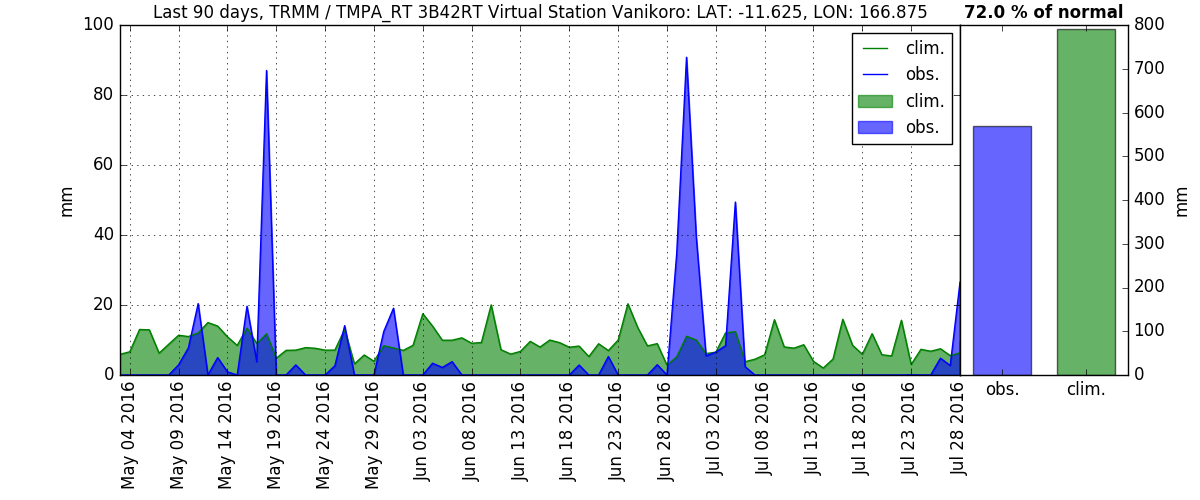 Last 90 days, TRMM / TMPA_RT 3B42RT Virtual Station Vanikoro: LAT: -11.625, LON: 166.875
72.0 % of normal
100
80
60
40
20
0
mm
clim.
obs.
clim.
obs.
May 04 2016
May 09 2016
May 14 2016
May 19 2016
May 24 2016
May 29 2016
Jun 03 2016
Jun 08 2016
Jun 13 2016
Jun 18 2016
Jun 23 2016
Jun 28 2016
Jul 03 2016
Jul 08 2016
Jul 13 2016
Jul 18 2016
Jul 23 2016
Jul 28 2016
obs.
clim.
800
700
600
500
400
300
200
100
0
mm